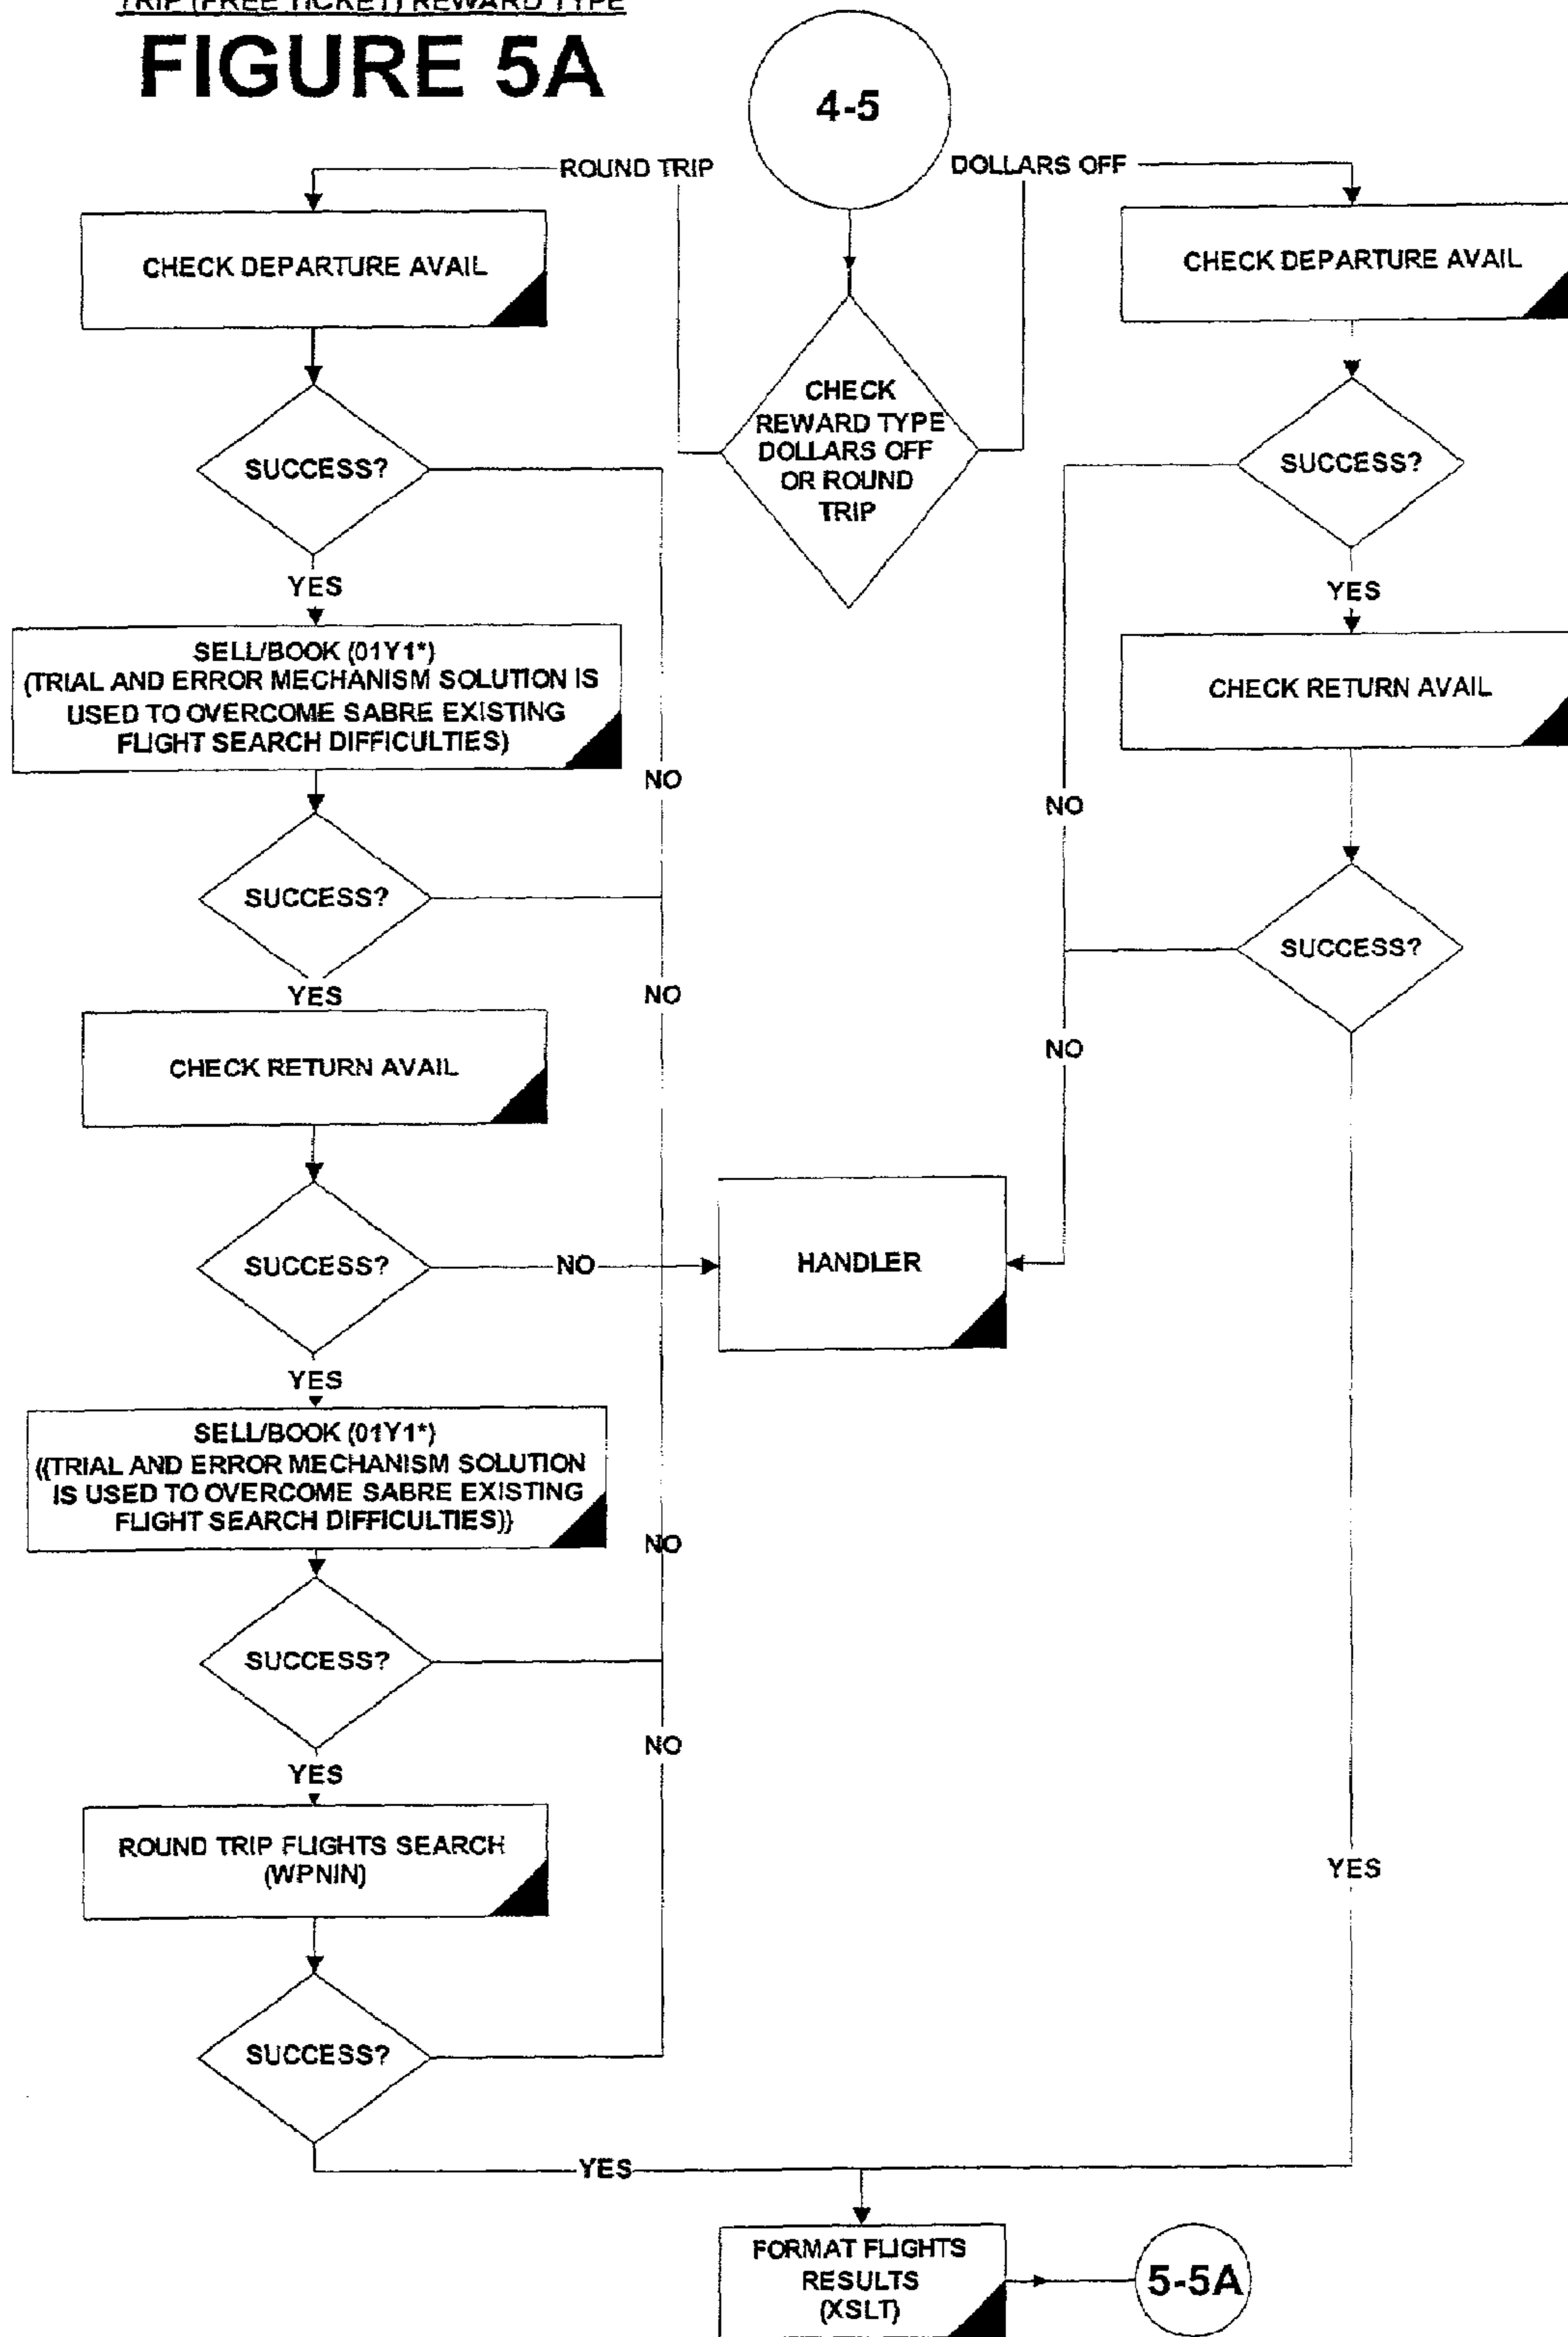 TRIP (FREE TICKET) REWARD TYPE
FIGURE 5A
4-5
ROUND TRIP
DOLLARS OFF
CHECK DEPARTURE AVAIL
CHECK DEPARTURE AVAIL
CHECK
REWARD TYPE
DOLLARS OFF
OR ROUND
TRIP
SUCCESS?
SUCCESS?
YES
YES
SELL/BOOK (01Y1*)
(TRIAL AND ERROR MECHANISM SOLUTION IS
USED TO OVERCOME SABRE EXISTING
FLIGHT SEARCH DIFFICULTIES)
CHECK RETURN AVAIL
NO
NO
SUCCESS?
SUCCESS?
YES
NO
NO
CHECK RETURN AVAIL
SUCCESS?
NO
HANDLER
YES
SELL/BOOK (01Y1*)
((TRIAL AND ERROR MECHANISM SOLUTION
IS USED TO OVERCOME SABRE EXISTING
FLIGHT SEARCH DIFFICULTIES))
NO
SUCCESS?
NO
YES
ROUND TRIP FLIGHTS SEARCH
(WPNIN)
YES
SUCCESS?
YES
FORMAT FLIGHTS
RESULTS
(XSLT)
5-5A